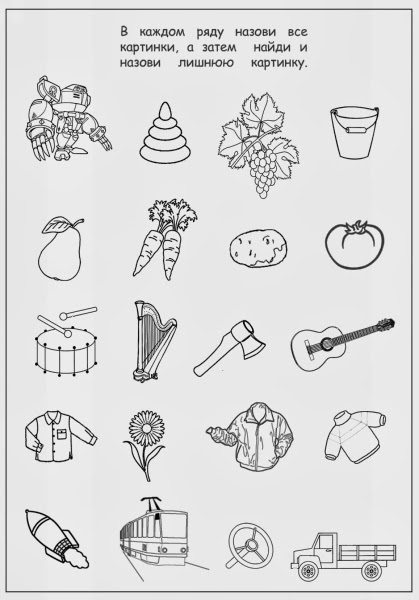 В каждом ряду назови все
картинки, а затем найди и
назови лишнюю картинку.